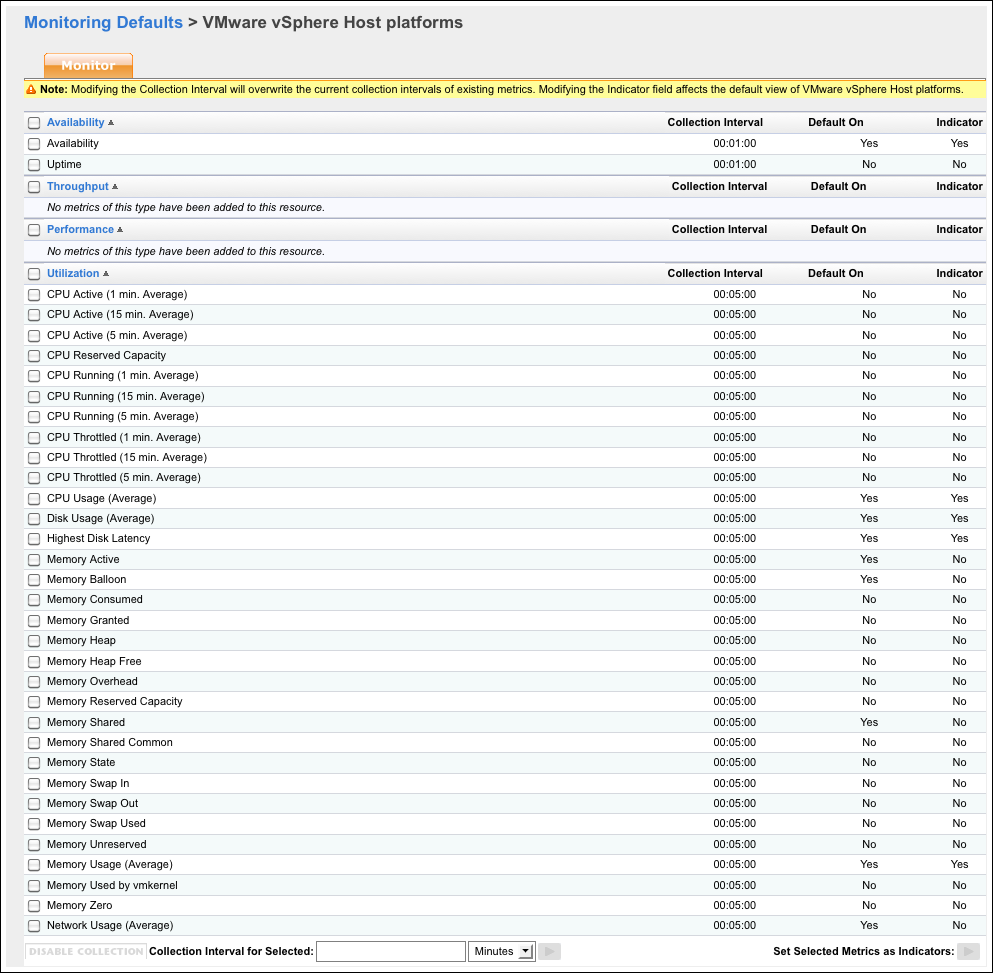 Monitoring Defaults > VMware vSphere Host platforms
Monitor
Note: Modifying the Collection Interval will overwrite the current collection intervals of existing metrics. Modifying the Indicator field affects the default view of VMware vSphere Host platforms.
Availability Collection Interval Default On Indicator
Availability 00:01:00 Yes Yes
Uptime 00:01:00 No No
Throughput Collection Interval Default On Indicator
No metrics of this type have been added to this resource.
Performance Collection Interval Default On Indicator
No metrics of this type have been added to this resource.
Utilization Collection Interval Default On Indicator
CPU Active (1 min. Average) 00:05:00 No No
CPU Active (15 min. Average) 00:05:00 No No
CPU Active (5 min. Average) 00:05:00 No No
CPU Reserved Capacity 00:05:00 No No
CPU Running (1 min. Average) 00:05:00 No No
CPU Running (15 min. Average) 00:05:00 No No
CPU Running (5 min. Average) 00:05:00 No No
CPU Throttled (1 min. Average) 00:05:00 No No
CPU Throttled (15 min. Average) 00:05:00 No No
CPU Throttled (5 min. Average) 00:05:00 No No
CPU Usage (Average) 00:05:00 Yes Yes
Disk Usage (Average) 00:05:00 Yes Yes
Highest Disk Latency 00:05:00 Yes Yes
Memory Active 00:05:00 Yes No
Memory Balloon 00:05:00 Yes No
Memory Consumed 00:05:00 No No
Memory Granted 00:05:00 No No
Memory Heap 00:05:00 No No
Memory Heap Free 00:05:00 No No
Memory Overhead 00:05:00 No No
Memory Reserved Capacity 00:05:00 No No
Memory Shared 00:05:00 Yes No
Memory Shared Common 00:05:00 No No
Memory State 00:05:00 No No
Memory Swap In 00:05:00 No No
Memory Swap Out 00:05:00 No No
Memory Swap Used 00:05:00 No No
Memory Unreserved 00:05:00 No No
Memory Usage (Average) 00:05:00 Yes Yes
Memory Used by vmkernel 00:05:00 No No
Memory Zero 00:05:00 No No
Network Usage (Average) 00:05:00 Yes No
DISABLE COLLECTION Collection Interval for Selected: Minutes Set Selected Metrics as Indicators: